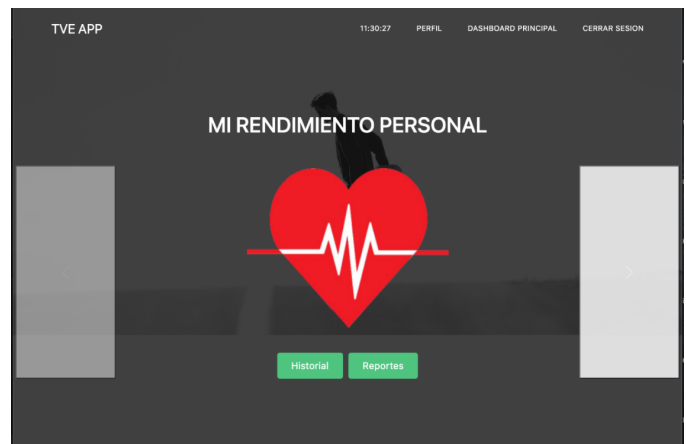 TVE APP
11:30:27 PERFIL DASHBOARD PRINCIPAL CERRAR SESION
MI RENDIMIENTO PERSONAL
Historial Reportes